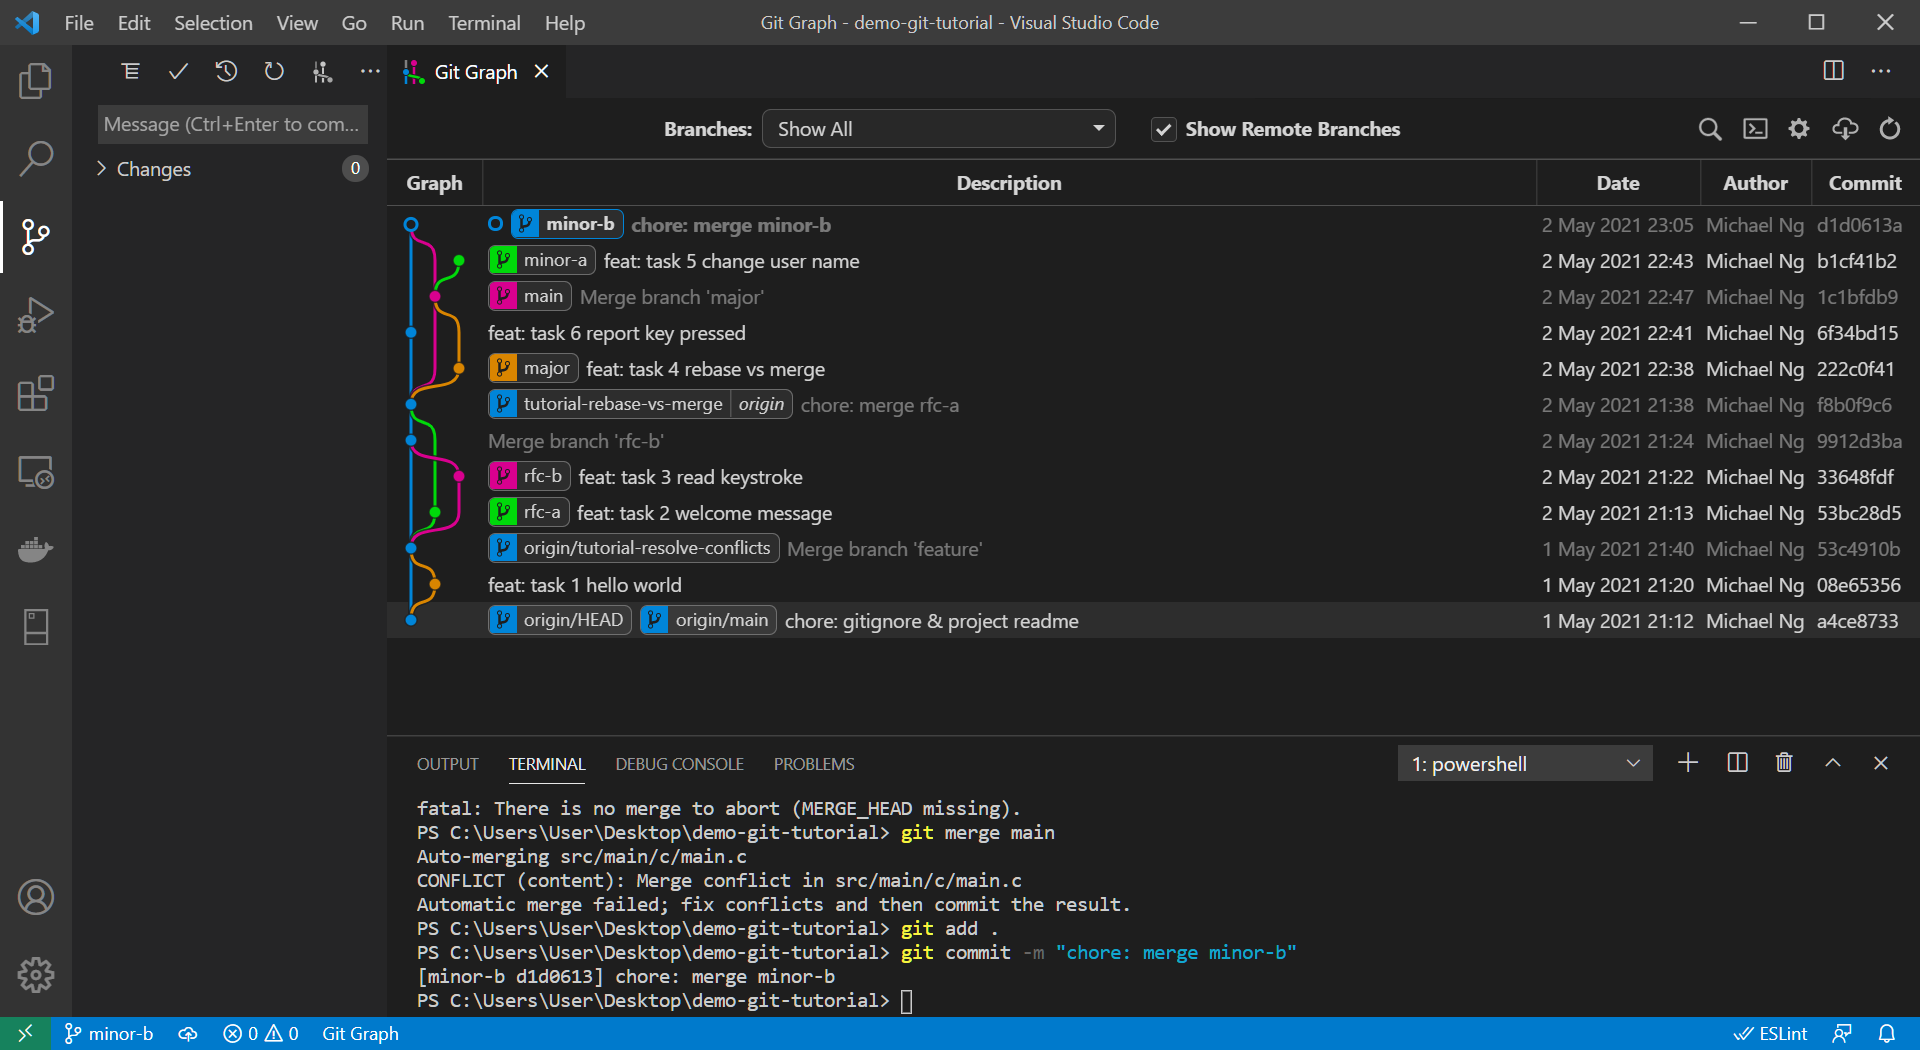 File Edit Selection View Go Run Terminal Help Git Graph - demo-git-tutorial - Visual Studio Code
Git Graph
Message (Ctrl+Enter to com...
Changes 0
Branches: Show All Show Remote Branches
Graph Description Date Author Commit
minor-b chore: merge minor-b 2 May 2021 23:05 Michael Ng d1d0613a
minor-a feat: task 5 change user name 2 May 2021 22:43 Michael Ng b1cf41b2
main Merge branch 'major' 2 May 2021 22:47 Michael Ng 1c1bfdb9
feat: task 6 report key pressed 2 May 2021 22:41 Michael Ng 6f34bd15
major feat: task 4 rebase vs merge 2 May 2021 22:38 Michael Ng 222c0f41
tutorial-rebase-vs-merge origin chore: merge rfc-a 2 May 2021 21:38 Michael Ng f8b0f9c6
Merge branch 'rfc-b' 2 May 2021 21:24 Michael Ng 9912d3ba
rfc-b feat: task 3 read keystroke 2 May 2021 21:22 Michael Ng 33648fdf
rfc-a feat: task 2 welcome message 2 May 2021 21:13 Michael Ng 53bc28d5
origin/tutorial-resolve-conflicts Merge branch 'feature' 1 May 2021 21:40 Michael Ng 53c4910b
feat: task 1 hello world 1 May 2021 21:20 Michael Ng 08e65356
origin/HEAD origin/main chore: gitignore & project readme 1 May 2021 21:12 Michael Ng a4ce8733
OUTPUT TERMINAL DEBUG CONSOLE PROBLEMS 1: powershell
fatal: There is no merge to abort (MERGE_HEAD missing).
PS C:\Users\User\Desktop\demo-git-tutorial> git merge main
Auto-merging src/main/c/main.c
CONFLICT (content): Merge conflict in src/main/c/main.c
Automatic merge failed; fix conflicts and then commit the result.
PS C:\Users\User\Desktop\demo-git-tutorial> git add .
PS C:\Users\User\Desktop\demo-git-tutorial> git commit -m "chore: merge minor-b"
[minor-b d1d0613] chore: merge minor-b
PS C:\Users\User\Desktop\demo-git-tutorial>
minor-b 0 0 Git Graph ESLint